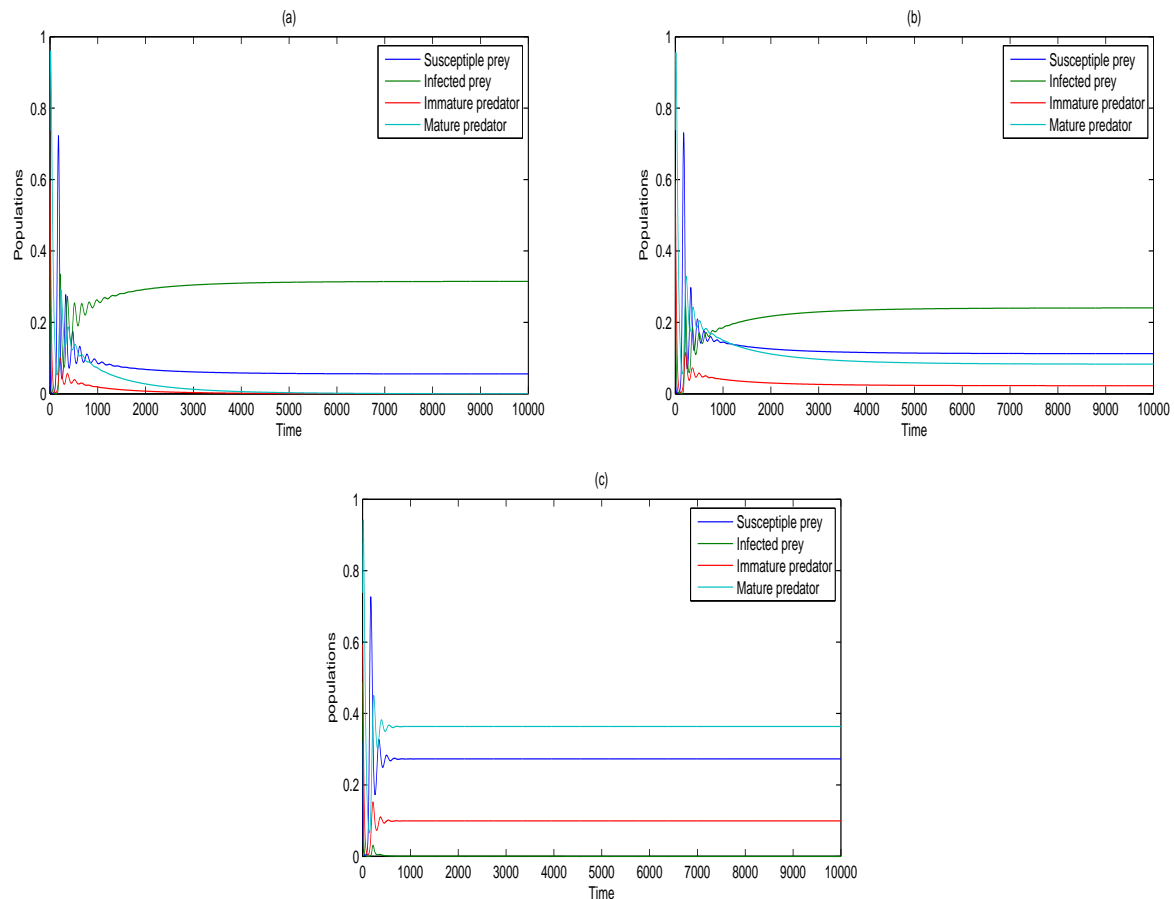 (a)
1
0.8
0.6
0.4
0.2
0
Populations
Susceptiple prey
Infected prey
Immature predator
Mature predator
0 1000 2000 3000 4000 5000 6000 7000 8000 9000 10000
Time
(b)
1
0.8
0.6
0.4
0.2
0
Populations
Susceptiple prey
Infected prey
Immature predator
Mature predator
0 1000 2000 3000 4000 5000 6000 7000 8000 9000 10000
Time
(c)
1
0.8
0.6
0.4
0.2
0
populations
Susceptiple prey
Infected prey
Immature predator
Mature predator
0 1000 2000 3000 4000 5000 6000 7000 8000 9000 10000
Time